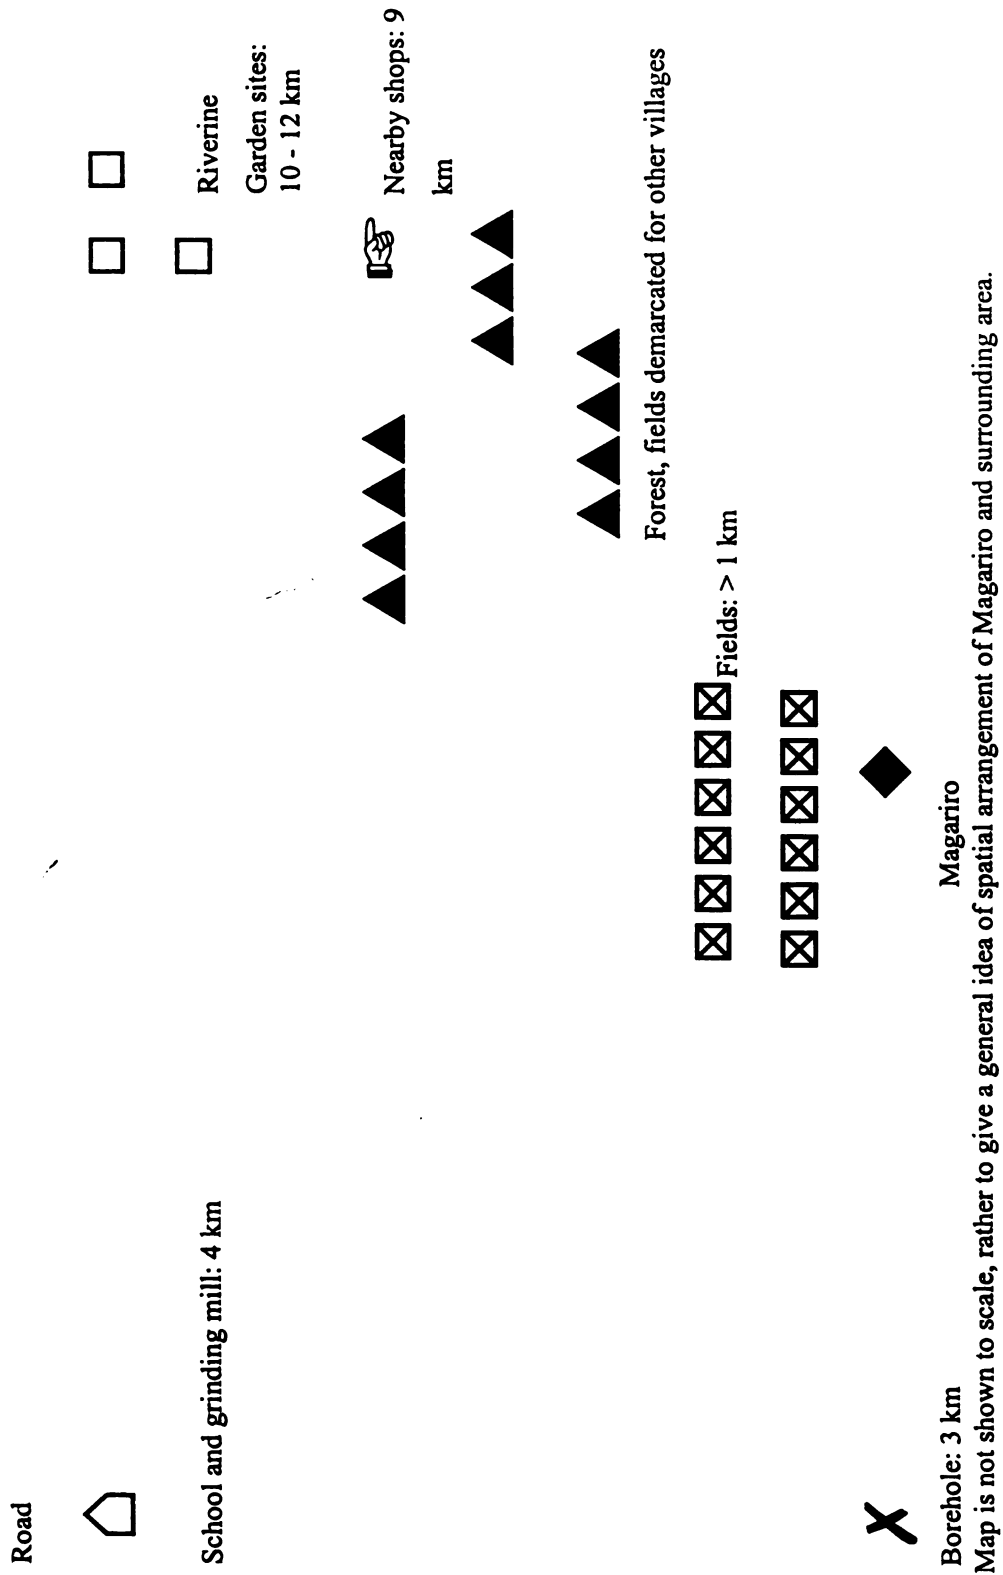 Road
Riverine
Garden sites:
10 - 12 km
School and grinding mill: 4 km
Nearby shops: 9
km
Forest, fields demarcated for other villages
Fields: > 1 km
Magariro
Borehole: 3 km
Map is not shown to scale, rather to give a general idea of spatial arrangement of Magariro and surrounding area.